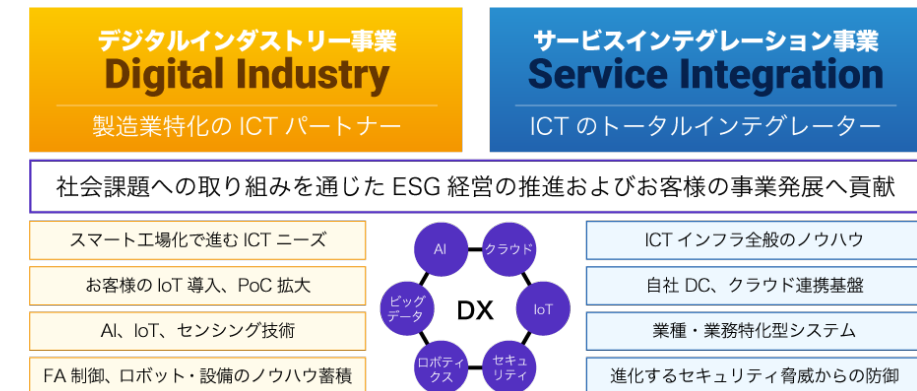 デジタルインダストリー事業
Digital Industry
製造業特化の ICT パートナー
サービスインテグレーション事業
Service Integration
ICT のトータルインテグレーター
社会課題への取り組みを通じた ESG 経営の推進およびお客様の事業発展へ貢献
スマート工場化で進む ICT ニーズ
お客様の IoT 導入、PoC 拡大
AI、IoT、センシング技術
FA 制御、ロボット・設備のノウハウ蓄積
AI
クラウド
ビッグ
データ
DX
IoT
ロボティ
クス
セキュ
リティ
ICT インフラ全般のノウハウ
自社 DC、クラウド連携基盤
業種・業務特化型システム
進化するセキュリティ脅威からの防御